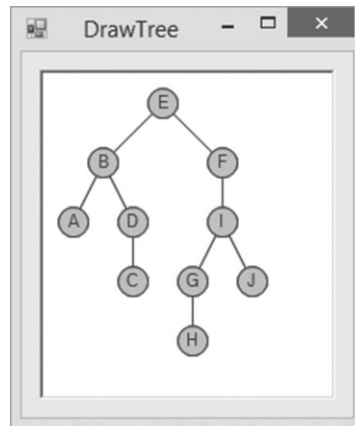 DrawTree
E
B F
A D I
C G J
H